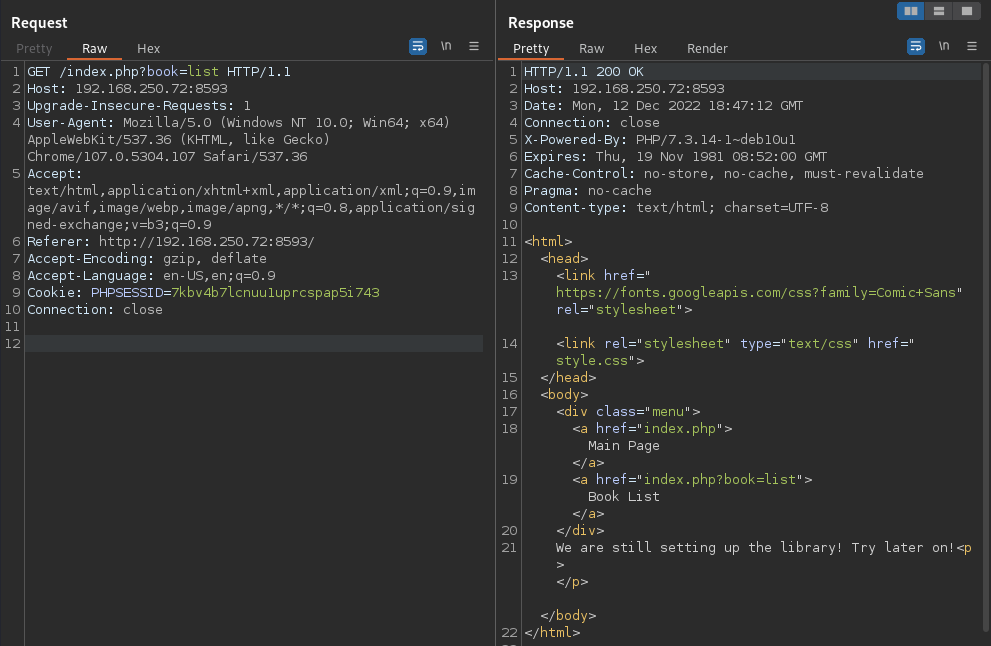 Request
Pretty Raw Hex \n
1 GET /index.php?book=list HTTP/1.1
2 Host: 192.168.250.72:8593
3 Upgrade-Insecure-Requests: 1
4 User-Agent: Mozilla/5.0 (Windows NT 10.0; Win64; x64)
AppleWebKit/537.36 (KHTML, like Gecko)
Chrome/107.0.5304.107 Safari/537.36
5 Accept:
text/html,application/xhtml+xml,application/xml;q=0.9,im
age/avif,image/webp,image/apng,*/*;q=0.8,application/sig
ned-exchange;v=b3;q=0.9
6 Referer: http://192.168.250.72:8593/
7 Accept-Encoding: gzip, deflate
8 Accept-Language: en-US,en;q=0.9
9 Cookie: PHPSESSID=7kbv4b7lcnuu1uprcspap5i743
10 Connection: close
11
12
Response
Pretty Raw Hex Render \n
1 HTTP/1.1 200 OK
2 Host: 192.168.250.72:8593
3 Date: Mon, 12 Dec 2022 18:47:12 GMT
4 Connection: close
5 X-Powered-By: PHP/7.3.14-1~deb10u1
6 Expires: Thu, 19 Nov 1981 08:52:00 GMT
7 Cache-Control: no-store, no-cache, must-revalidate
8 Pragma: no-cache
9 Content-type: text/html; charset=UTF-8
10
11 <html>
12 <head>
13 <link href="
https://fonts.googleapis.com/css?family=Comic+Sans"
rel="stylesheet">
14 <link rel="stylesheet" type="text/css" href="
style.css">
15 </head>
16 <body>
17 <div class="menu">
18 <a href="index.php">
Main Page
</a>
19 <a href="index.php?book=list">
Book List
</a>
20 </div>
21 We are still setting up the library! Try later on!<p
>
</p>
</body>
22 </html>